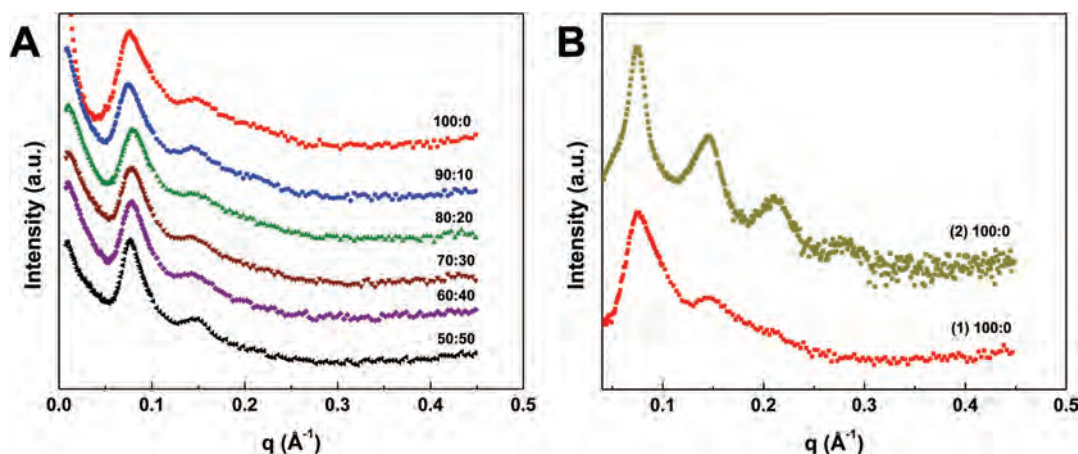 A
Intensity (a.u.)
100:0
90:10
80:20
70:30
60:40
50:50
0.0 0.1 0.2 0.3 0.4 0.5
q (Å⁻¹)
B
Intensity (a.u.)
(2) 100:0
(1) 100:0
0.1 0.2 0.3 0.4 0.5
q (Å⁻¹)